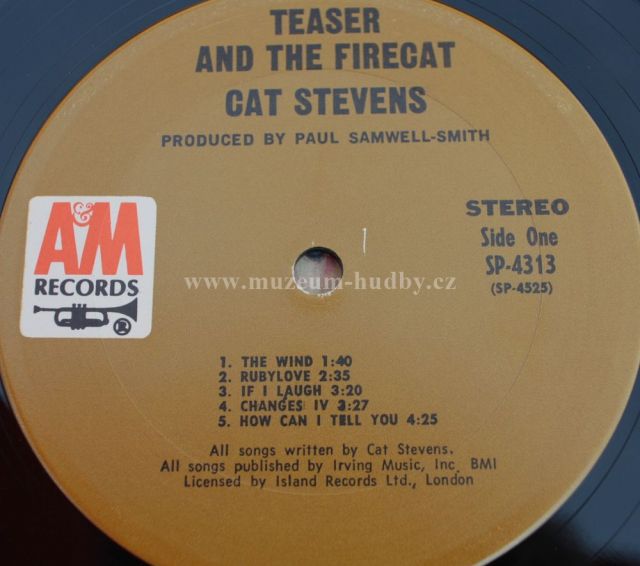 TEASER
AND THE FIRECAT
CAT STEVENS
PRODUCED BY PAUL SAMWELL-SMITH
A&M
RECORDS
®
STEREO
Side One
SP-4313
(SP-4525)
www.muzeum-hudby.cz
1. THE WIND 1:40
2. RUBYLOVE 2:35
3. IF I LAUGH 3:20
4. CHANGES IV 3:27
5. HOW CAN I TELL YOU 4:25
All songs written by Cat Stevens.
All songs published by Irving Music, Inc. BMI
Licensed by Island Records Ltd., London